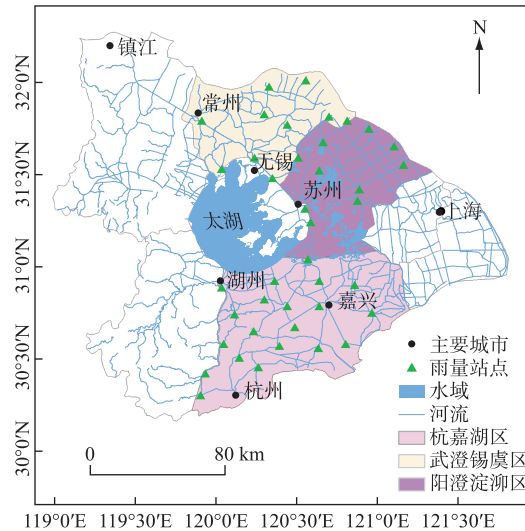 N
镇江
32°0′N
常州
无锡
31°30′N
苏州
太湖
上海
31°0′N
湖州
嘉兴
主要城市
雨量站点
30°30′N
水域
杭州
河流
杭嘉湖区
30°0′N
0 80 km
武澄锡虞区
阳澄淀泖区
119°0′E 119°30′E 120°0′E 120°30′E 121°0′E 121°30′E